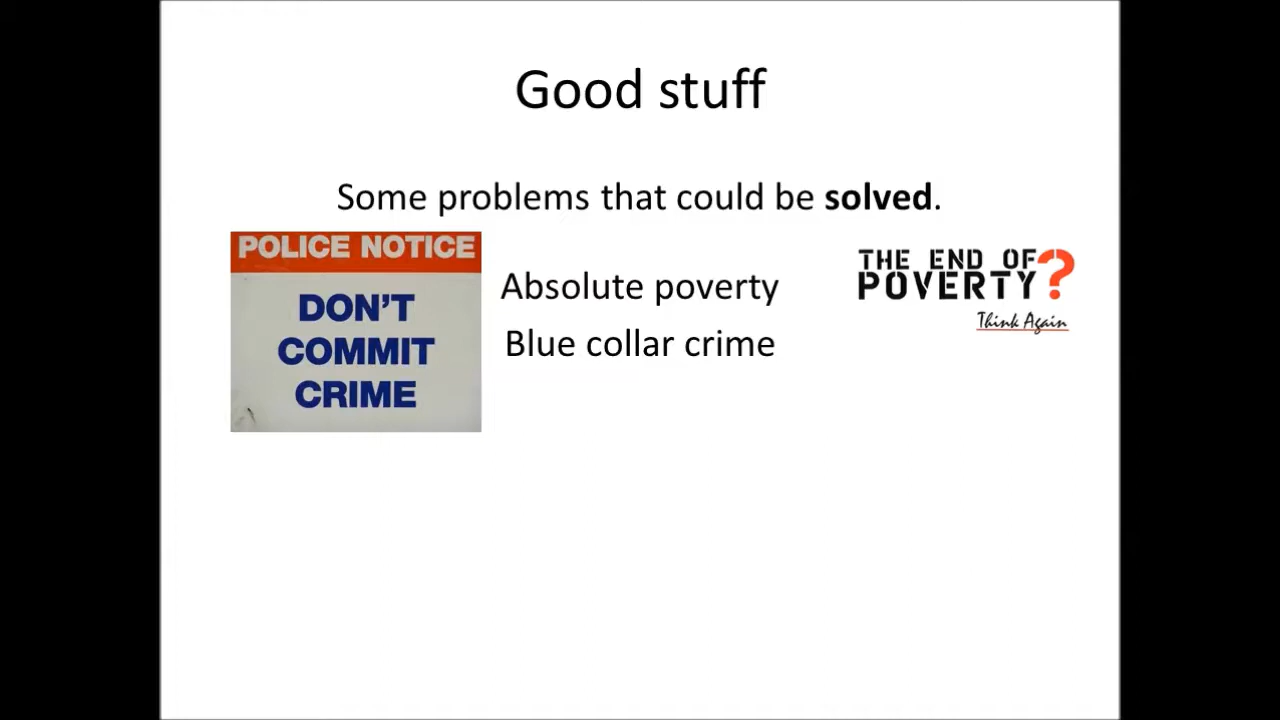 Good stuff
Some problems that could be solved.
POLICE NOTICE
DON'T
COMMIT
CRIME
Absolute poverty
Blue collar crime
THE END OF
POVERTY?
Think Again